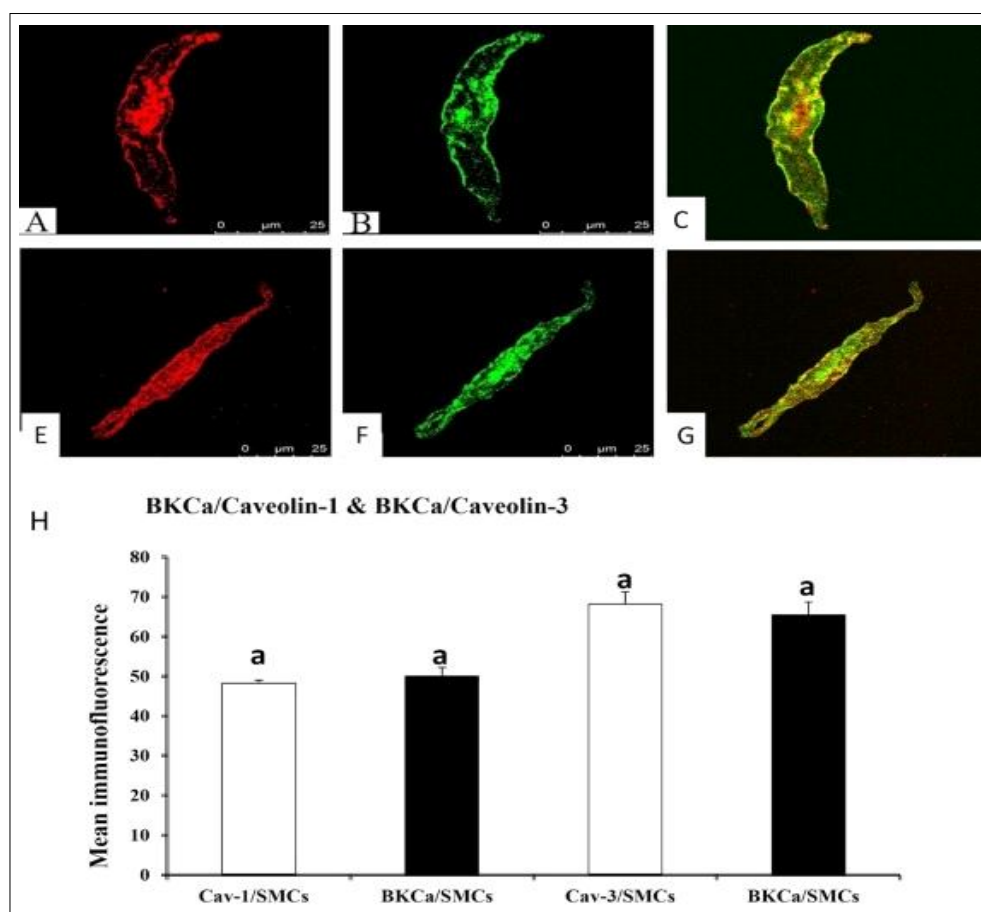 A
0 µm 25
B
0 µm 25
C
E
0 µm 25
F
0 µm 25
G
H
BKCa/Caveolin-1 & BKCa/Caveolin-3
Mean immunofluorescence
80
70
60
50
40
30
20
10
0
a
a
a
a
Cav-1/SMCs BKCa/SMCs Cav-3/SMCs BKCa/SMCs